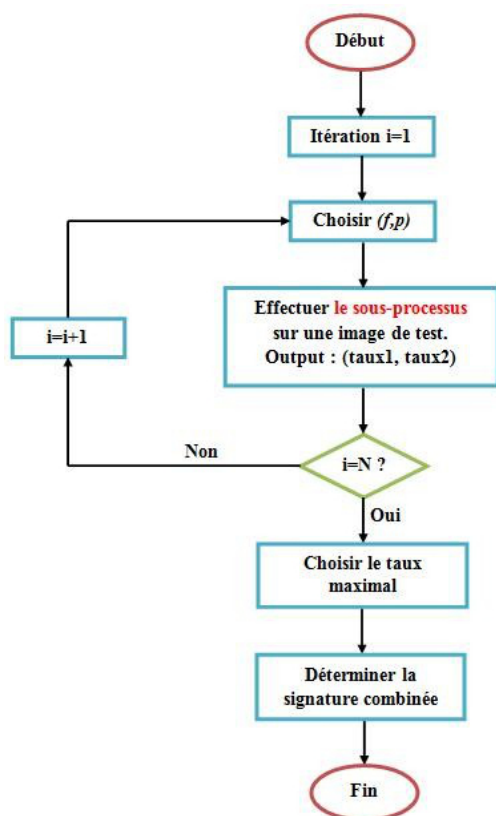 Début
Itération i=1
Choisir (f,p)
Effectuer le sous-processus
sur une image de test.
Output : (taux1, taux2)
i=i+1
Non
i=N ?
Oui
Choisir le taux
maximal
Déterminer la
signature combinée
Fin